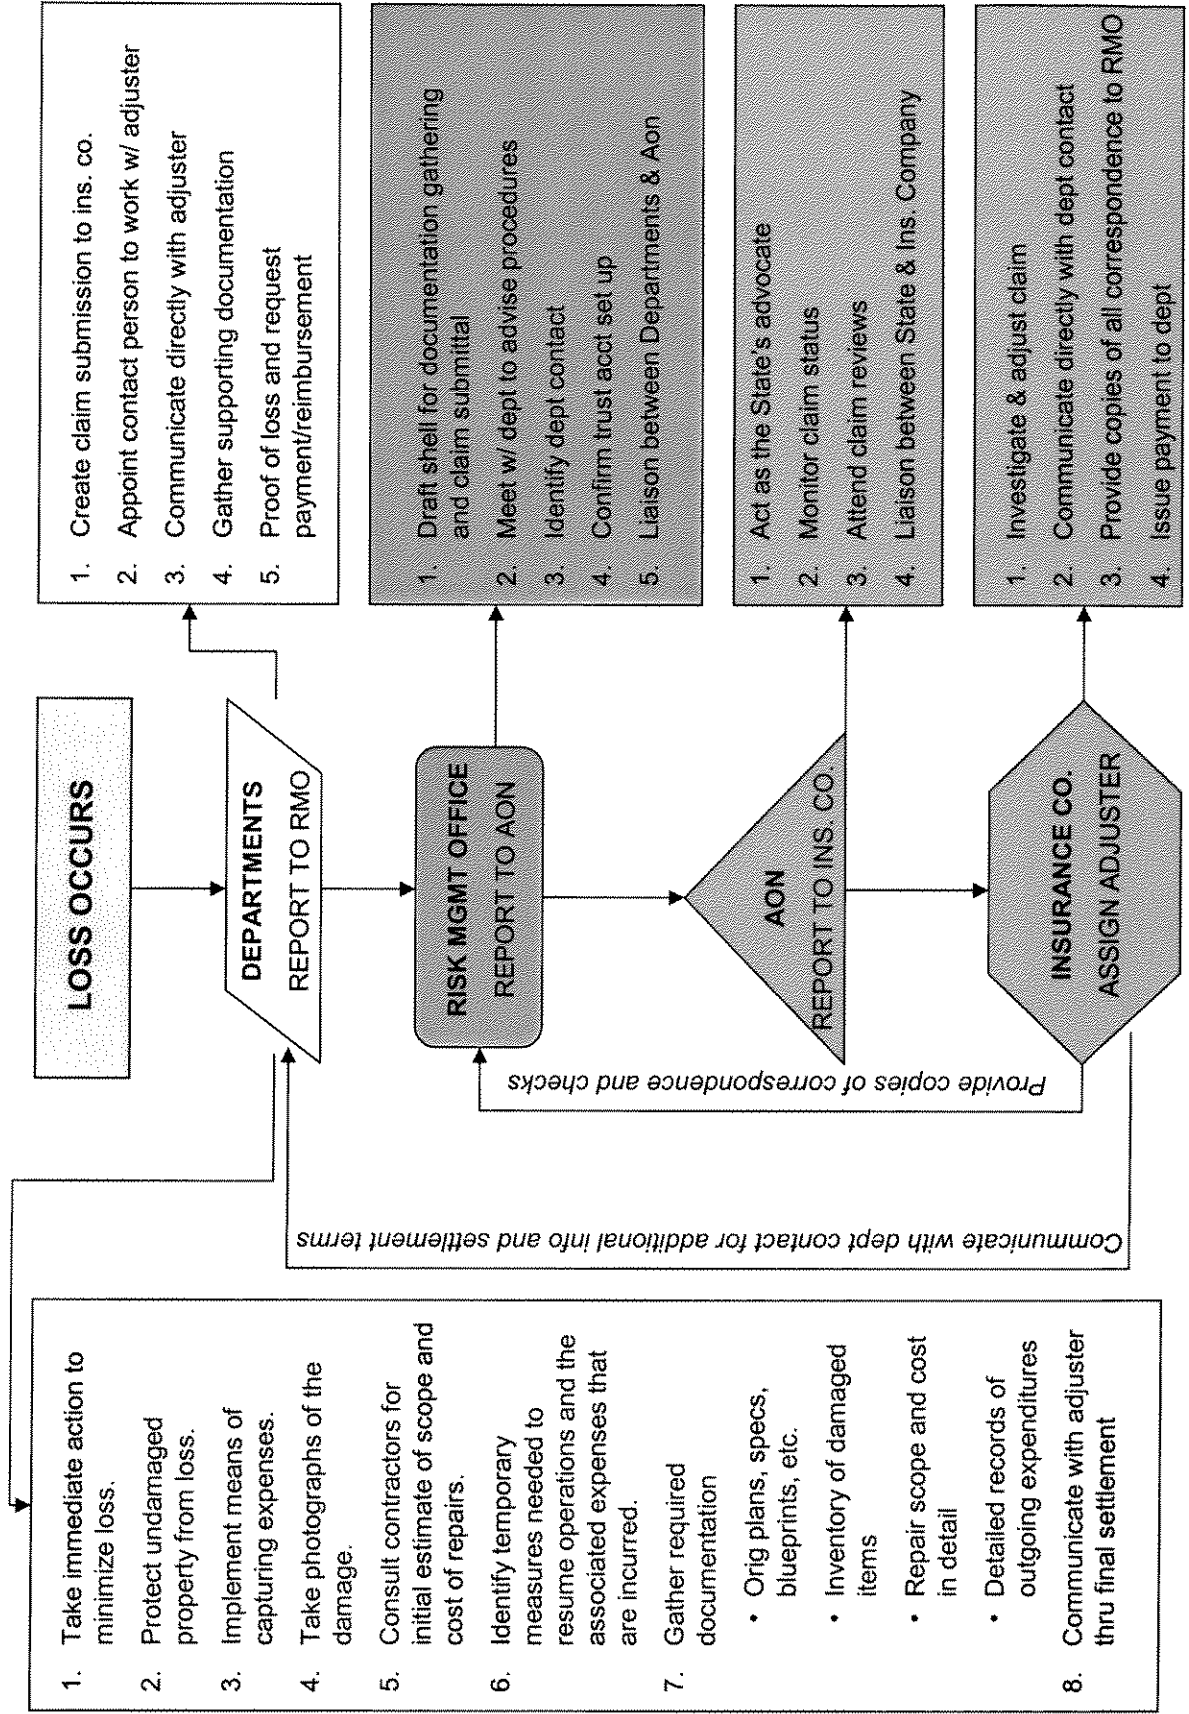 LOSS OCCURS
DEPARTMENTS
REPORT TO RMO
RISK MGMT OFFICE
REPORT TO AON
AON
REPORT TO INS. CO.
INSURANCE CO.
ASSIGN ADJUSTER
Provide copies of correspondence and checks
Communicate with dept contact for additional info and settlement terms
1. Take immediate action to
minimize loss.
2. Protect undamaged
property from loss.
3. Implement means of
capturing expenses.
4. Take photographs of the
damage.
5. Consult contractors for
initial estimate of scope and
cost of repairs.
6. Identify temporary
measures needed to
resume operations and the
associated expenses that
are incurred.
7. Gather required
documentation
• Orig plans, specs,
blueprints, etc.
• Inventory of damaged
items
• Repair scope and cost
in detail
• Detailed records of
outgoing expenditures
8. Communicate with adjuster
thru final settlement
1. Create claim submission to ins. co.
2. Appoint contact person to work w/ adjuster
3. Communicate directly with adjuster
4. Gather supporting documentation
5. Proof of loss and request
payment/reimbursement
1. Draft shell for documentation gathering
and claim submittal
2. Meet w/ dept to advise procedures
3. Identify dept contact
4. Confirm trust acct set up
5. Liaison between Departments & Aon
1. Act as the State's advocate
2. Monitor claim status
3. Attend claim reviews
4. Liaison between State & Ins. Company
1. Investigate & adjust claim
2. Communicate directly with dept contact
3. Provide copies of all correspondence to RMO
4. Issue payment to dept